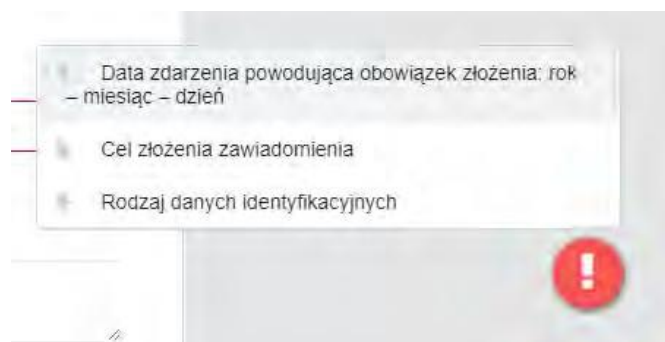 Data zdarzenia powodująca obowiązek złożenia: rok
– miesiąc – dzień
Cel złożenia zawiadomienia
Rodzaj danych identyfikacyjnych
!